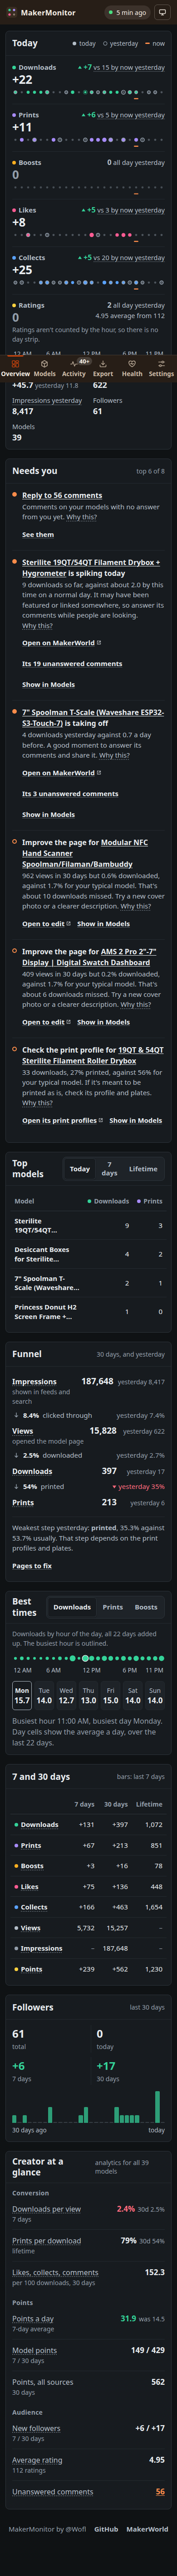 MakerMonitor
5 min ago
Today
today
yesterday
now
Downloads
+7 vs 15 by now yesterday
+22
Prints
+6 vs 5 by now yesterday
+11
Boosts
0 all day yesterday
0
Likes
+5 vs 3 by now yesterday
+8
Collects
+5 vs 20 by now yesterday
+25
Ratings
2 all day yesterday
0
4.95 average from 112
Ratings aren't counted by the hour, so there is no day strip.
12 AM 6 AM 12 PM 6 PM 11 PM
40+
Overview Models Activity Export Health Settings
+45.7 yesterday 11.8
622
Impressions yesterday
Followers
8,417
61
Models
39
Needs you
top 6 of 8
Reply to 56 comments
Comments on your models with no answer
from you yet. Why this?
See them
Sterilite 19QT/54QT Filament Drybox +
Hygrometer is spiking today
9 downloads so far, against about 2.0 by this
time on a normal day. It may have been
featured or linked somewhere, so answer its
comments while people are looking.
Why this?
Open on MakerWorld
Its 19 unanswered comments
Show in Models
7" Spoolman T-Scale (Waveshare ESP32-
S3-Touch-7) is taking off
4 downloads yesterday against 0.7 a day
before. A good moment to answer its
comments and share it. Why this?
Open on MakerWorld
Its 3 unanswered comments
Show in Models
Improve the page for Modular NFC
Hand Scanner
Spoolman/Filaman/Bambuddy
962 views in 30 days but 0.6% downloaded,
against 1.7% for your typical model. That's
about 10 downloads missed. Try a new cover
photo or a clearer description. Why this?
Open to edit
Show in Models
Improve the page for AMS 2 Pro 2"-7"
Display | Digital Swatch Dashboard
409 views in 30 days but 0.2% downloaded,
against 1.7% for your typical model. That's
about 6 downloads missed. Try a new cover
photo or a clearer description. Why this?
Open to edit
Show in Models
Check the print profile for 19QT & 54QT
Sterilite Filament Roller Drybox
33 downloads, 27% printed, against 56% for
your typical model. If it's meant to be
printed as is, check its profile and plates.
Why this?
Open its print profiles
Show in Models
Top models
Today
7 days
Lifetime
Model
Downloads
Prints
Sterilite 19QT/54QT...
9
3
Desiccant Boxes for Sterilite...
4
2
7" Spoolman T-Scale (Waveshare...
2
1
Princess Donut H2 Screen Frame +...
1
0
Funnel
30 days, and yesterday
Impressions
187,648 yesterday 8,417
shown in feeds and search
↓ 8.4% clicked through
yesterday 7.4%
Views
15,828 yesterday 622
opened the model page
↓ 2.5% downloaded
yesterday 2.7%
Downloads
397 yesterday 17
↓ 54% printed
yesterday 35%
Prints
213 yesterday 6
Weakest step yesterday: printed, 35.3% against
53.7% usually. That step depends on the print
profiles and plates.
Pages to fix
Best times
Downloads
Prints
Boosts
Downloads by hour of the day, all 22 days added
up. The busiest hour is outlined.
12 AM 6 AM 12 PM 6 PM 11 PM
Mon Tue Wed Thu Fri Sat Sun
15.7 14.0 12.7 13.0 15.0 14.0 14.0
Busiest hour 11:00 AM, busiest day Monday.
Day cells show the average a day, over the
last 22 days.
7 and 30 days
bars: last 7 days
7 days 30 days Lifetime
Downloads +131 +397 1,072
Prints +67 +213 851
Boosts +3 +16 78
Likes +75 +136 448
Collects +166 +463 1,654
Views 5,732 15,257 –
Impressions – 187,648 –
Points +239 +562 1,230
Followers
last 30 days
61
0
total
today
+6
+17
7 days
30 days
30 days ago
today
Creator at a glance
analytics for all 39 models
Conversion
Downloads per view
2.4% 30d 2.5%
7 days
Prints per download
79% 30d 54%
lifetime
Likes, collects, comments
152.3
per 100 downloads, 30 days
Points
Points a day
31.9 was 14.5
7-day average
Model points
149 / 429
7 / 30 days
Points, all sources
562
30 days
Audience
New followers
+6 / +17
7 / 30 days
Average rating
4.95
112 ratings
Unanswered comments
56
MakerMonitor by @Wofl GitHub MakerWorld